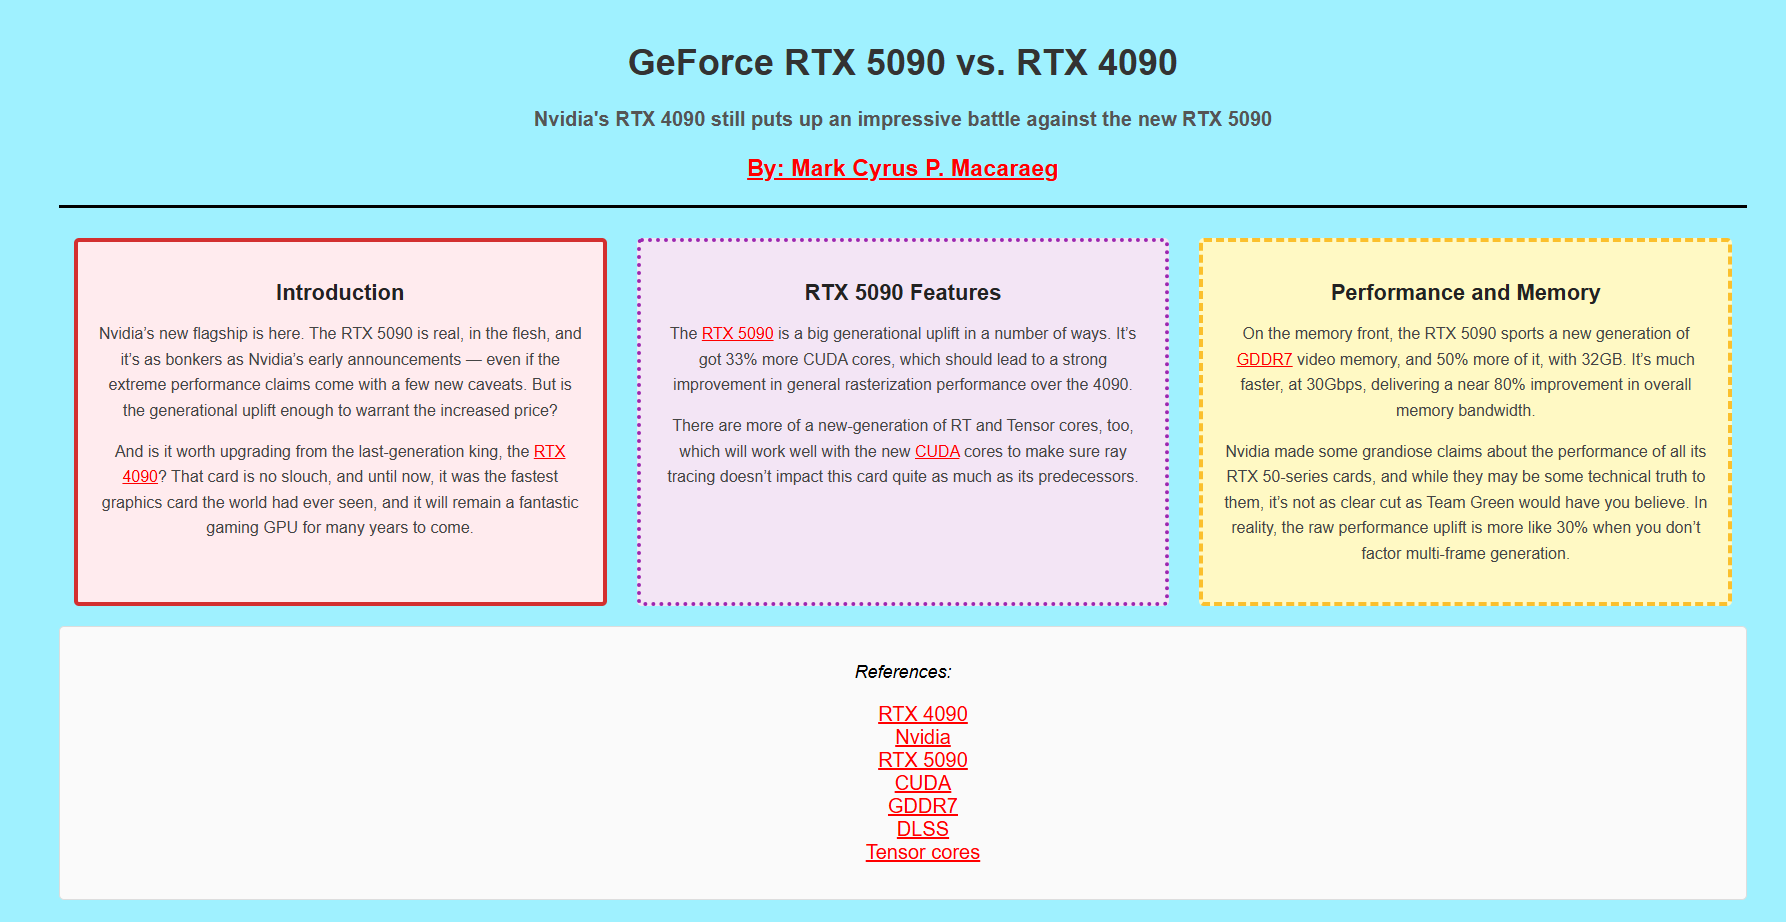 GeForce RTX 5090 vs. RTX 4090
Nvidia's RTX 4090 still puts up an impressive battle against the new RTX 5090
By: Mark Cyrus P. Macaraeg
Introduction
Nvidia’s new flagship is here. The RTX 5090 is real, in the flesh, and
it’s as bonkers as Nvidia’s early announcements — even if the
extreme performance claims come with a few new caveats. But is
the generational uplift enough to warrant the increased price?
And is it worth upgrading from the last-generation king, the RTX
4090? That card is no slouch, and until now, it was the fastest
graphics card the world had ever seen, and it will remain a fantastic
gaming GPU for many years to come.
RTX 5090 Features
The RTX 5090 is a big generational uplift in a number of ways. It’s
got 33% more CUDA cores, which should lead to a strong
improvement in general rasterization performance over the 4090.
There are more of a new-generation of RT and Tensor cores, too,
which will work well with the new CUDA cores to make sure ray
tracing doesn’t impact this card quite as much as its predecessors.
Performance and Memory
On the memory front, the RTX 5090 sports a new generation of
GDDR7 video memory, and 50% more of it, with 32GB. It’s much
faster, at 30Gbps, delivering a near 80% improvement in overall
memory bandwidth.
Nvidia made some grandiose claims about the performance of all its
RTX 50-series cards, and while they may be some technical truth to
them, it’s not as clear cut as Team Green would have you believe. In
reality, the raw performance uplift is more like 30% when you don’t
factor multi-frame generation.
References:
RTX 4090
Nvidia
RTX 5090
CUDA
GDDR7
DLSS
Tensor cores